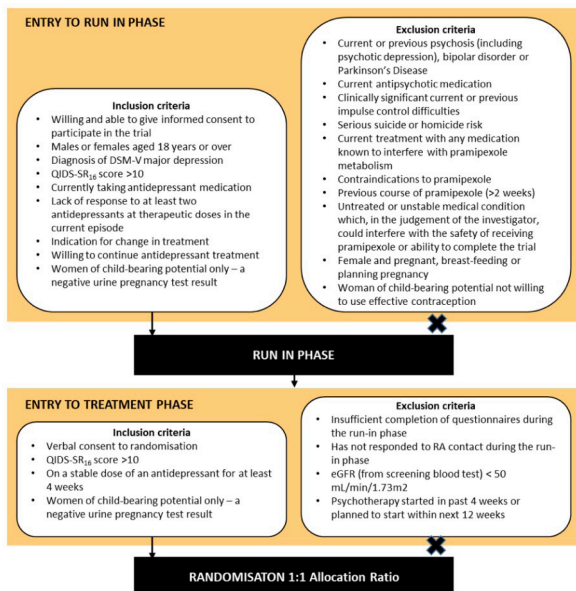 ENTRY TO RUN IN PHASE
Inclusion criteria
• Willing and able to give informed consent to
participate in the trial
• Males or females aged 18 years or over
• Diagnosis of DSM-V major depression
• QIDS-SR16 score >10
• Currently taking antidepressant medication
• Lack of response to at least two
antidepressants at therapeutic doses in the
current episode
• Indication for change in treatment
• Willing to continue antidepressant treatment
• Women of child-bearing potential only – a
negative urine pregnancy test result
Exclusion criteria
• Current or previous psychosis (including
psychotic depression), bipolar disorder or
Parkinson's Disease
• Current antipsychotic medication
• Clinically significant current or previous
impulse control difficulties
• Serious suicide or homicide risk
• Current treatment with any medication
known to interfere with pramipexole
metabolism
• Contraindications to pramipexole
• Previous course of pramipexole (>2 weeks)
• Untreated or unstable medical condition
which, in the judgement of the investigator,
could interfere with the safety of receiving
pramipexole or ability to complete the trial
• Female and pregnant, breast-feeding or
planning pregnancy
• Woman of child-bearing potential not willing
to use effective contraception
RUN IN PHASE
ENTRY TO TREATMENT PHASE
Inclusion criteria
• Verbal consent to randomisation
• QIDS-SR16 score >10
• On a stable dose of an antidepressant for at least
4 weeks
• Women of child-bearing potential only – a
negative urine pregnancy test result
Exclusion criteria
• Insufficient completion of questionnaires during
the run-in phase
• Has not responded to RA contact during the run-
in phase
• eGFR (from screening blood test) < 50
mL/min/1.73m2
• Psychotherapy started in past 4 weeks or
planned to start within next 12 weeks
RANDOMISATON 1:1 Allocation Ratio